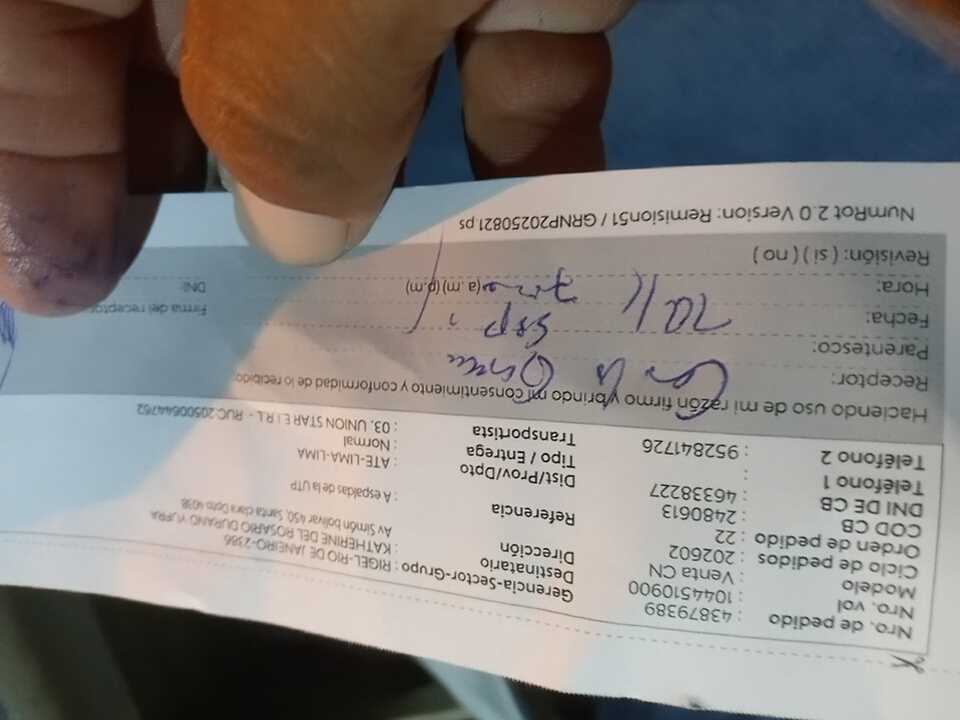 Nro. de pedido : 43879389
Nro. vol : 1044510900
Modelo : Venta CN
Ciclo de pedidos : 202602
Orden de pedido : 22
COD CB : 2480613
DNI DE CB : 46338227
Teléfono 1 :
Teléfono 2 : 952841726
Gerencia-Sector-Grupo : RIGEL-RIO DE JANEIRO-2386
Destinatario : KATHERINE DEL ROSARIO DURAND YUPRA
Dirección Av Simón bolivar 450, Santa clara Dpto 403B
Referencia : A espaldas de la UTP
Dist/Prov/Dpto : ATE-LIMA-LIMA
Tipo / Entrega : Normal
Transportista : 03. UNION STAR E.I.R.L - RUC:20500644762
Haciendo uso de mi razón firmo y brindo mi consentimiento y conformidad de lo recibido:
Receptor:
Parentesco:
Fecha:
Hora: (a.m) (p.m)
Revisión: ( si ) ( no )
Firma del receptor
DNI:
NumRot 2.0 Version: Remision51 / GRNP20250821.ps